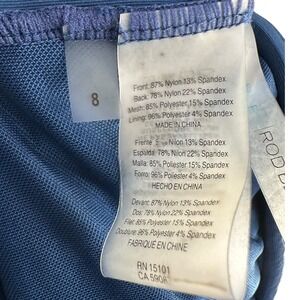 8
Front: 87% Nylon 13% Spandex
Back: 78% Nylon 22% Spandex
Mesh: 85% Polyester 15% Spandex
Lining: 96% Polyester 4% Spandex
MADE IN CHINA
Frente: 87% Nilon 13% Spandex
Espalda: 78% Nilon 22% Spandex
Malla: 85% Poliester 15% Spandex
Forro: 96% Poliester 4% Spandex
HECHO EN CHINA
Devant: 87% Nylon 13% Spandex
Dos: 78% Nylon 22% Spandex
Filet: 85% Polyester 15% Spandex
Doublure: 96% Polyester 4% Spandex
FABRIQUE EN CHINE
RN 15101